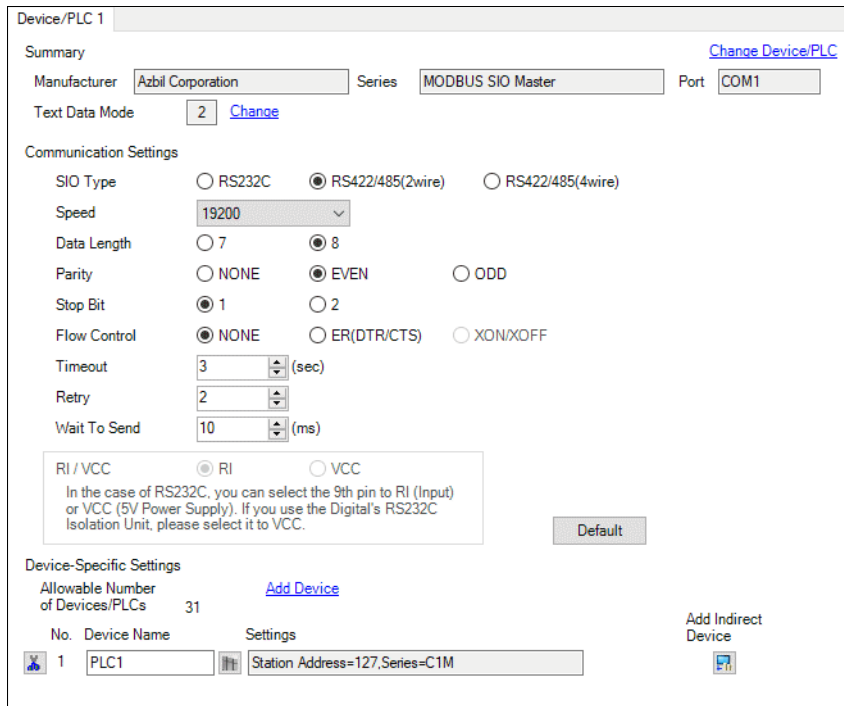 Device/PLC 1
Summary
Change Device/PLC
Manufacturer Azbil Corporation Series MODBUS SIO Master Port COM1
Text Data Mode 2 Change
Communication Settings
SIO Type RS232C RS422/485(2wire) RS422/485(4wire)
Speed 19200
Data Length 7 8
Parity NONE EVEN ODD
Stop Bit 1 2
Flow Control NONE ER(DTR/CTS) XON/XOFF
Timeout 3 (sec)
Retry 2
Wait To Send 10 (ms)
RI / VCC RI VCC
In the case of RS232C, you can select the 9th pin to RI (Input)
or VCC (5V Power Supply). If you use the Digital's RS232C
Isolation Unit, please select it to VCC.
Default
Device-Specific Settings
Allowable Number
of Devices/PLCs 31
Add Device
Add Indirect
Device
No. Device Name Settings
1 PLC1 Station Address=127,Series=C1M